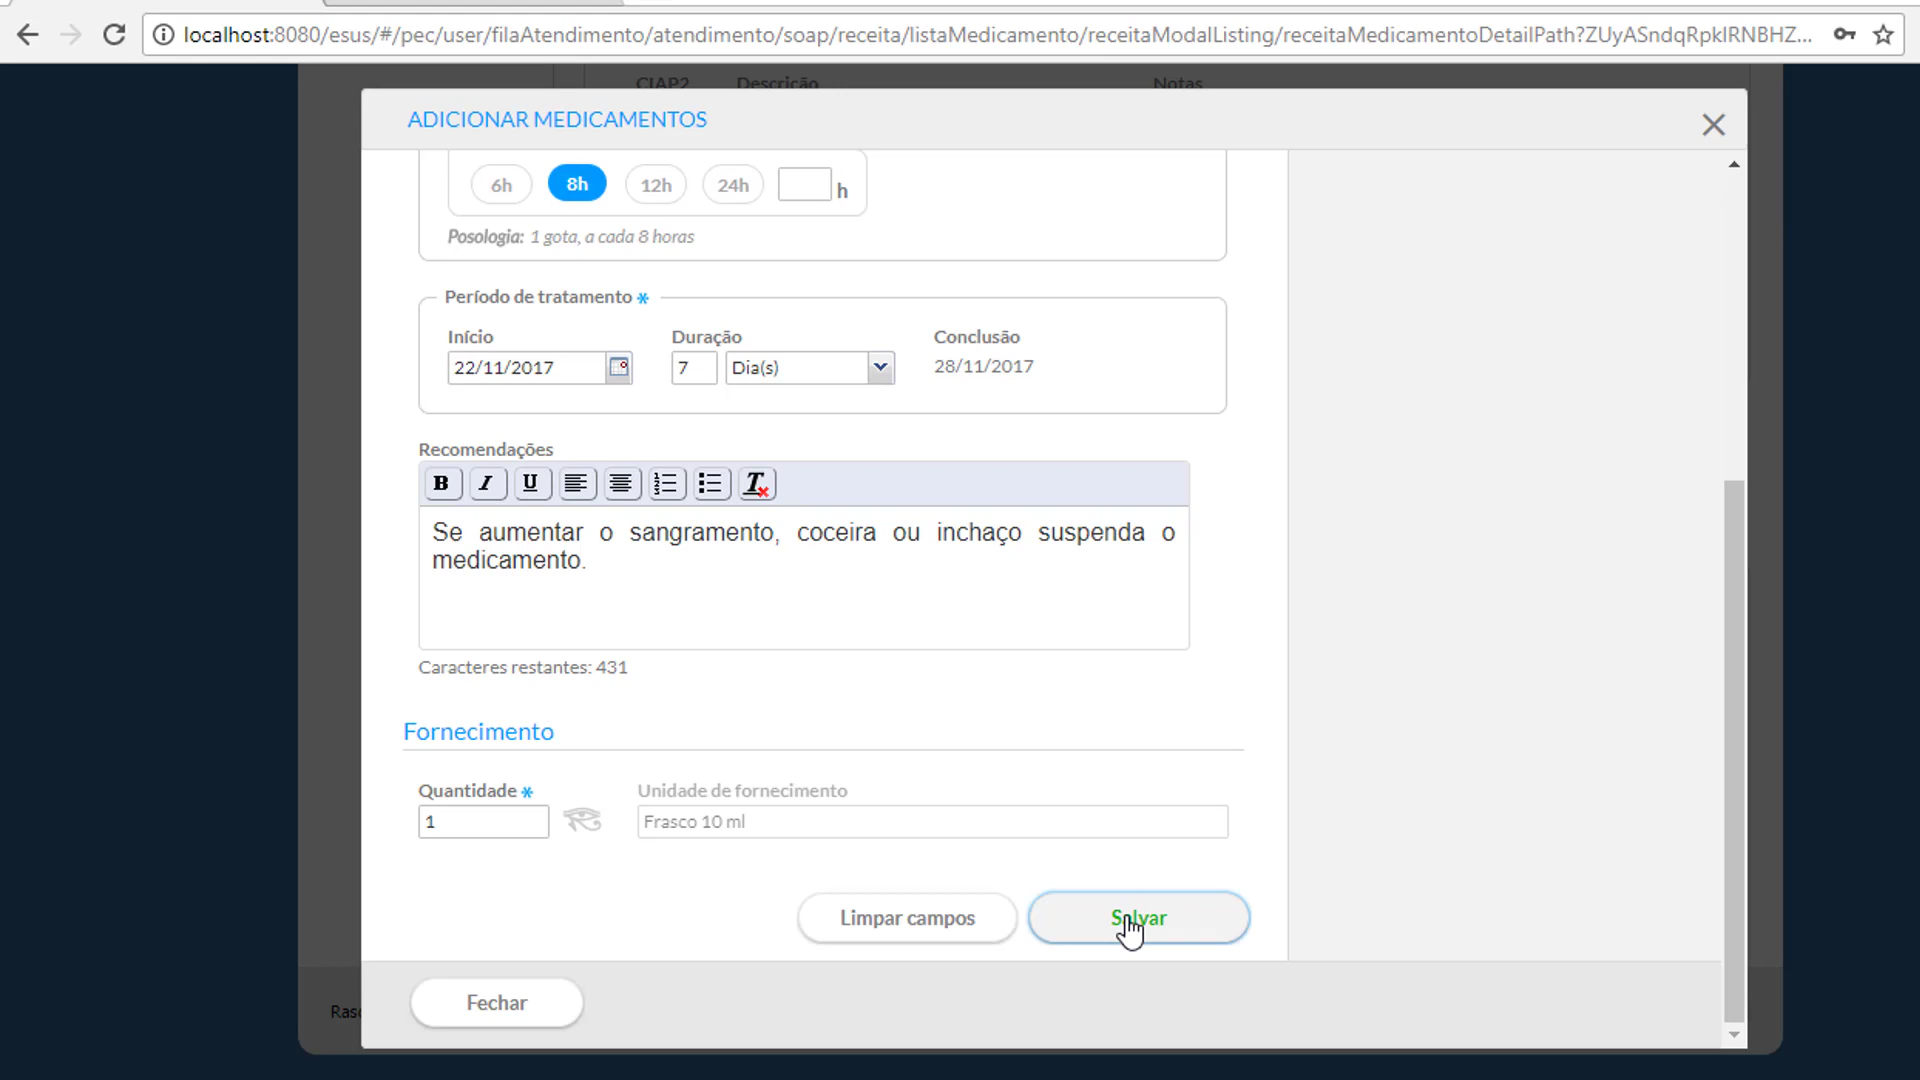 localhost:8080/esus/#/pec/user/filaAtendimento/atendimento/soap/receita/listaMedicamento/receitaModalListing/receitaMedicamentoDetailPath?ZUyASndqRpkIRNBHZ...
CIAP2 Descrição Notas
ADICIONAR MEDICAMENTOS
6h 8h 12h 24h h
Posologia: 1 gota, a cada 8 horas
Período de tratamento *
Início Duração Conclusão
22/11/2017 7 Dia(s) 28/11/2017
Recomendações
B I U
Se aumentar o sangramento, coceira ou inchaço suspenda o
medicamento.
Caracteres restantes: 431
Fornecimento
Quantidade * Unidade de fornecimento
1 Frasco 10 ml
Limpar campos Salvar
Fechar